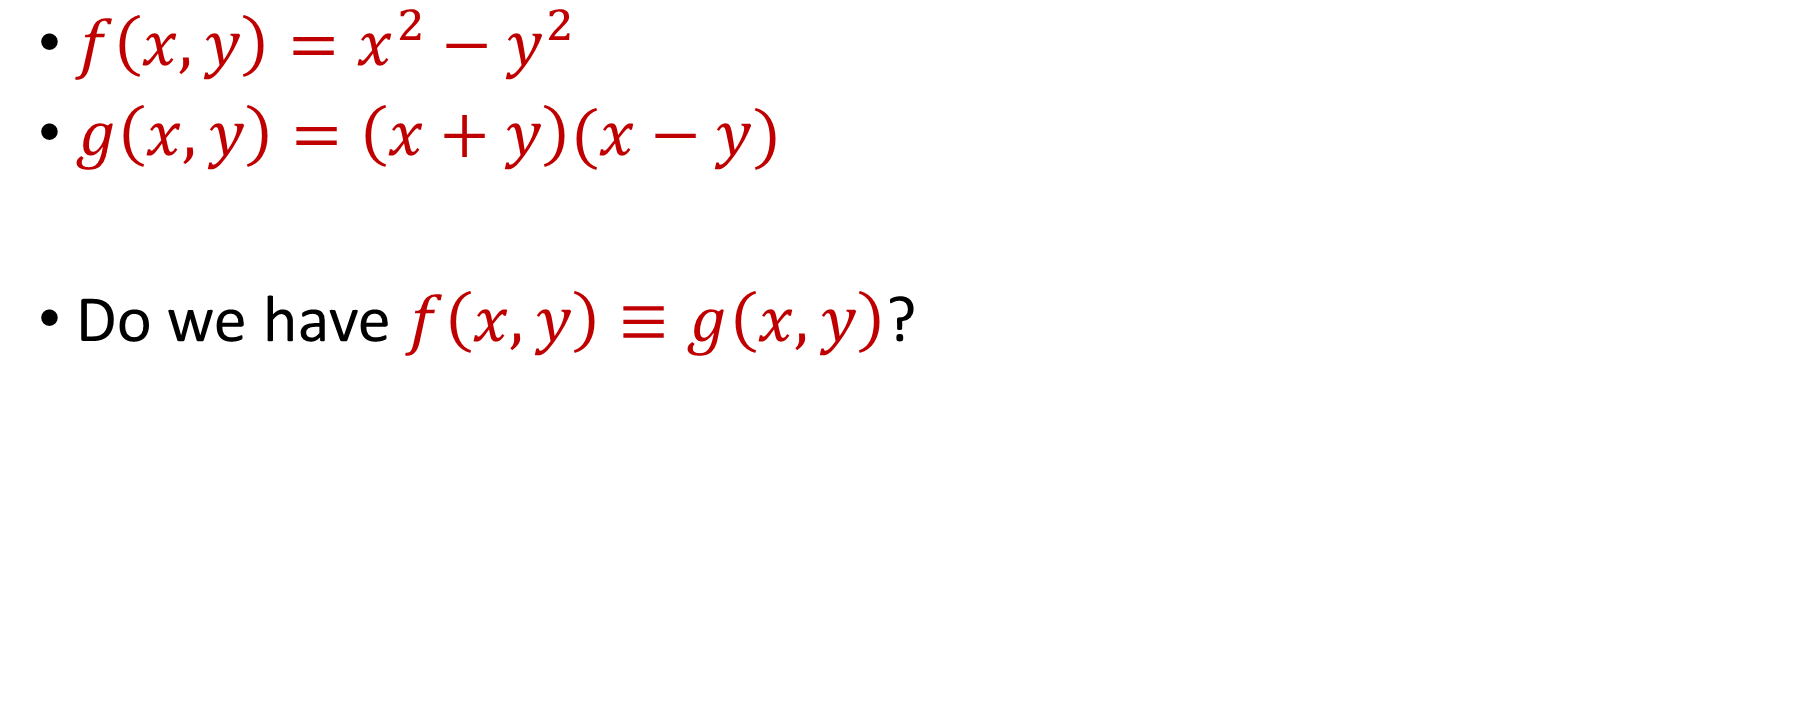 • f(x, y) = x² − y²
• g(x, y) = (x + y)(x − y)
• Do we have f(x, y) ≡ g(x, y)?